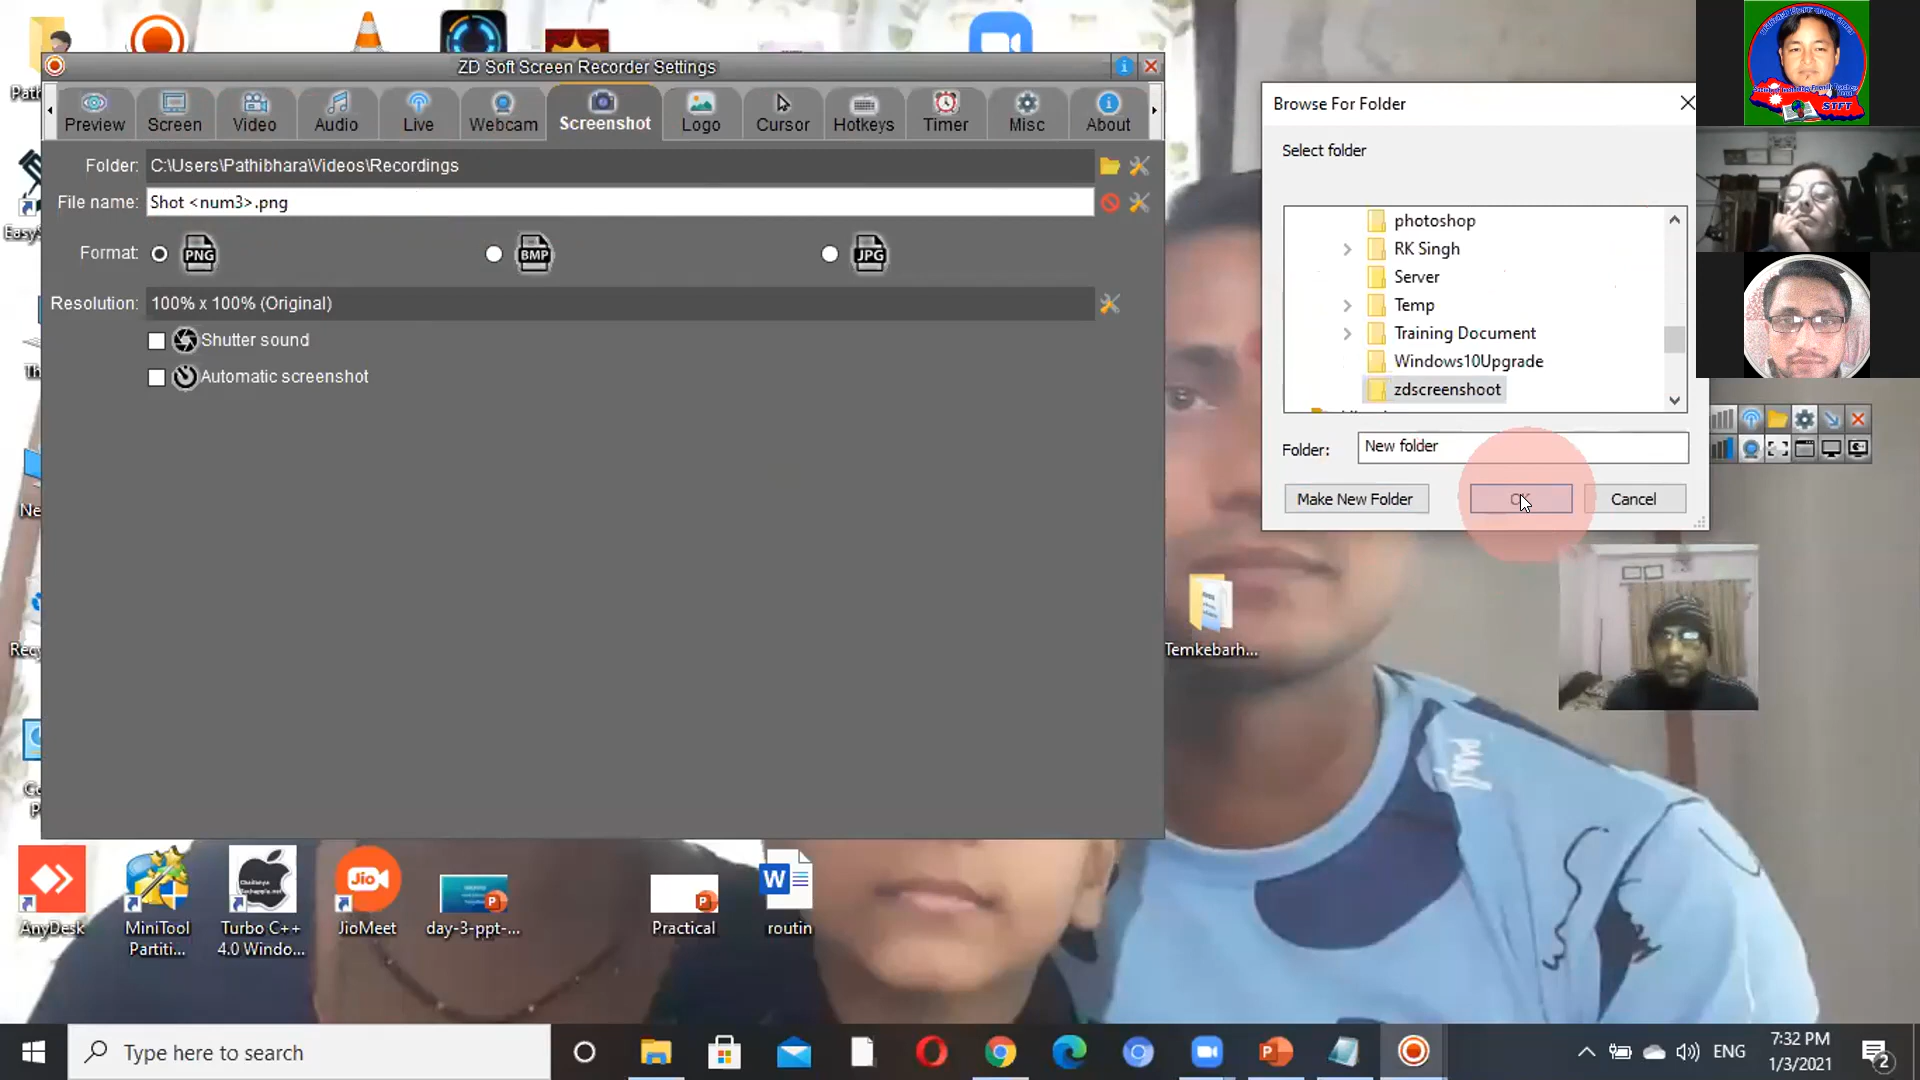 ZD Soft Screen Recorder Settings
Preview
Screen
Video
Audio
Live
Webcam
Screenshot
Logo
Cursor
Hotkeys
Timer
Misc
About
Folder: C:\Users\Pathibhara\Videos\Recordings
File name: Shot <num3>.png
Format: PNG BMP JPG
Resolution: 100% x 100% (Original)
Shutter sound
Automatic screenshot
Browse For Folder
Select folder
photoshop
RK Singh
Server
Temp
Training Document
Windows10Upgrade
zdscreenshoot
Folder: New folder
Make New Folder
OK
Cancel
STFT
Temkebarh...
AnyDesk
MiniTool
Partiti...
Turbo C++
4.0 Windo...
Jio
JioMeet
day-3-ppt-...
Practical
routin
Type here to search
ENG
7:32 PM
1/3/2021
2